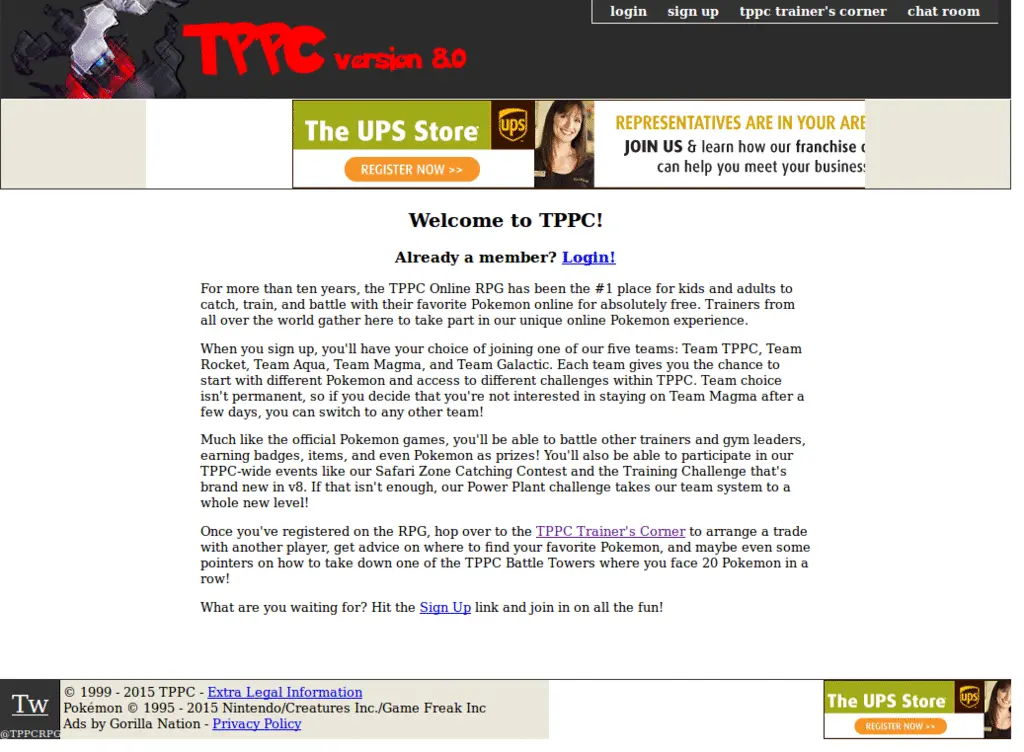 login sign up tppc trainer's corner chat room
TPPC version 8.0
The UPS Store
ups
REGISTER NOW >>
REPRESENTATIVES ARE IN YOUR ARE
JOIN US & learn how our franchise
can help you meet your busines
Welcome to TPPC!
Already a member? Login!
For more than ten years, the TPPC Online RPG has been the #1 place for kids and adults to
catch, train, and battle with their favorite Pokemon online for absolutely free. Trainers from
all over the world gather here to take part in our unique online Pokemon experience.
When you sign up, you'll have your choice of joining one of our five teams: Team TPPC, Team
Rocket, Team Aqua, Team Magma, and Team Galactic. Each team gives you the chance to
start with different Pokemon and access to different challenges within TPPC. Team choice
isn't permanent, so if you decide that you're not interested in staying on Team Magma after a
few days, you can switch to any other team!
Much like the official Pokemon games, you'll be able to battle other trainers and gym leaders,
earning badges, items, and even Pokemon as prizes! You'll also be able to participate in our
TPPC-wide events like our Safari Zone Catching Contest and the Training Challenge that's
brand new in v8. If that isn't enough, our Power Plant challenge takes our team system to a
whole new level!
Once you've registered on the RPG, hop over to the TPPC Trainer's Corner to arrange a trade
with another player, get advice on where to find your favorite Pokemon, and maybe even some
pointers on how to take down one of the TPPC Battle Towers where you face 20 Pokemon in a
row!
What are you waiting for? Hit the Sign Up link and join in on all the fun!
Tw
@TPPCRPG
© 1999 - 2015 TPPC - Extra Legal Information
Pokémon © 1995 - 2015 Nintendo/Creatures Inc./Game Freak Inc
Ads by Gorilla Nation - Privacy Policy
The UPS Store
ups
REGISTER NOW >>